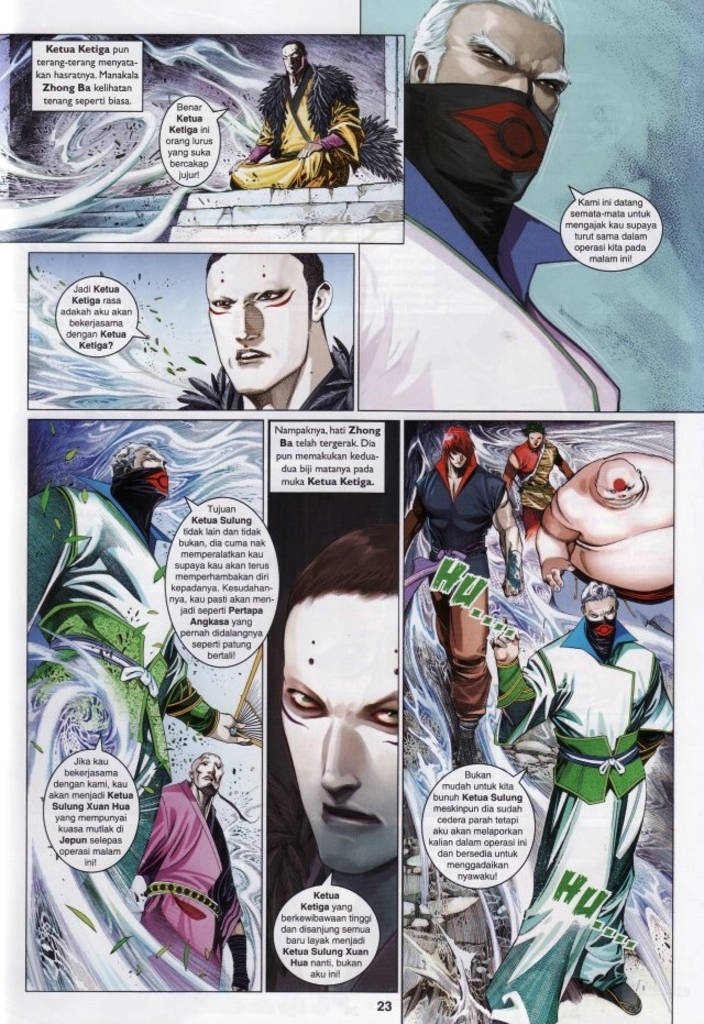 Ketua Ketiga pun
terang-terang menyata-
kan hasratnya. Manakala
Zhong Ba kelihatan
tenang seperti biasa.
Benar
Ketua
Ketiga ini
orang lurus
yang suka
bercakap
jujur!
Kami ini datang
semata-mata untuk
mengajak kau supaya
turut sama dalam
operasi kita pada
malam ini!
Jadi Ketua
Ketiga rasa
adakah aku akan
bekerjasama
dengan Ketua
Ketiga?
Tujuan
Ketua Sulung
tidak lain dan tidak
bukan, dia cuma nak
memperalatkan kau
supaya kau akan terus
memperhambakan diri
kepadanya. Kesudahan-
nya, kau pasti akan men-
jadi seperti Pertapa
Angkasa yang
pernah didalangnya
seperti patung
bertali!
Jika kau
bekerjasama
dengan kami, kau
akan menjadi Ketua
Sulung Xuan Hua
yang mempunyai
kuasa mutlak di
Jepun selepas
operasi malam
ini!
Nampaknya, hati Zhong
Ba telah tergerak. Dia
pun memakukan kedua-
dua biji matanya pada
muka Ketua Ketiga.
Ketua
Ketiga yang
berkewibawaan tinggi
dan disanjung semua
baru layak menjadi
Ketua Sulung Xuan
Hua nanti, bukan
aku ini!
HU....
Bukan
mudah untuk kita
bunuh Ketua Sulung
meskipun dia sudah
cedera parah tetapi
aku akan melaporkan
kalian dalam operasi ini
dan bersedia untuk
menggadaikan
nyawaku!
HU....
23